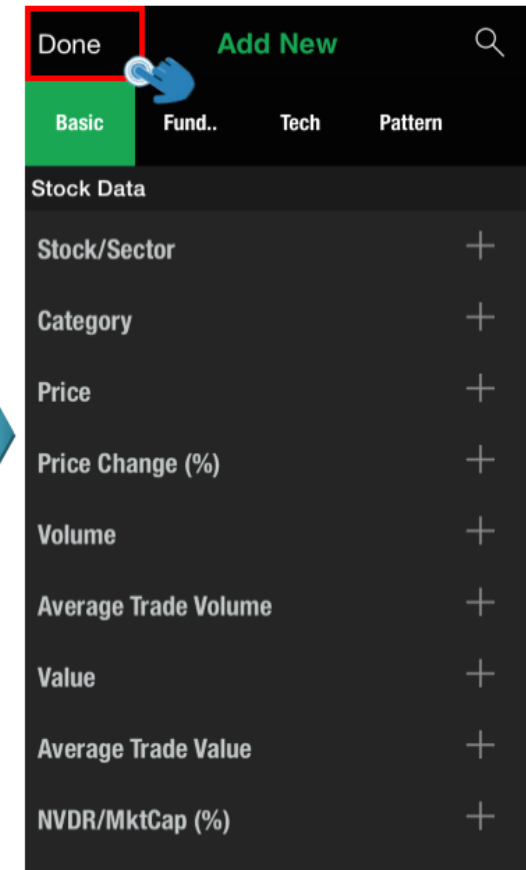 Done Add New
Basic Fund.. Tech Pattern
Stock Data
Stock/Sector
Category
Price
Price Change (%)
Volume
Average Trade Volume
Value
Average Trade Value
NVDR/MktCap (%)